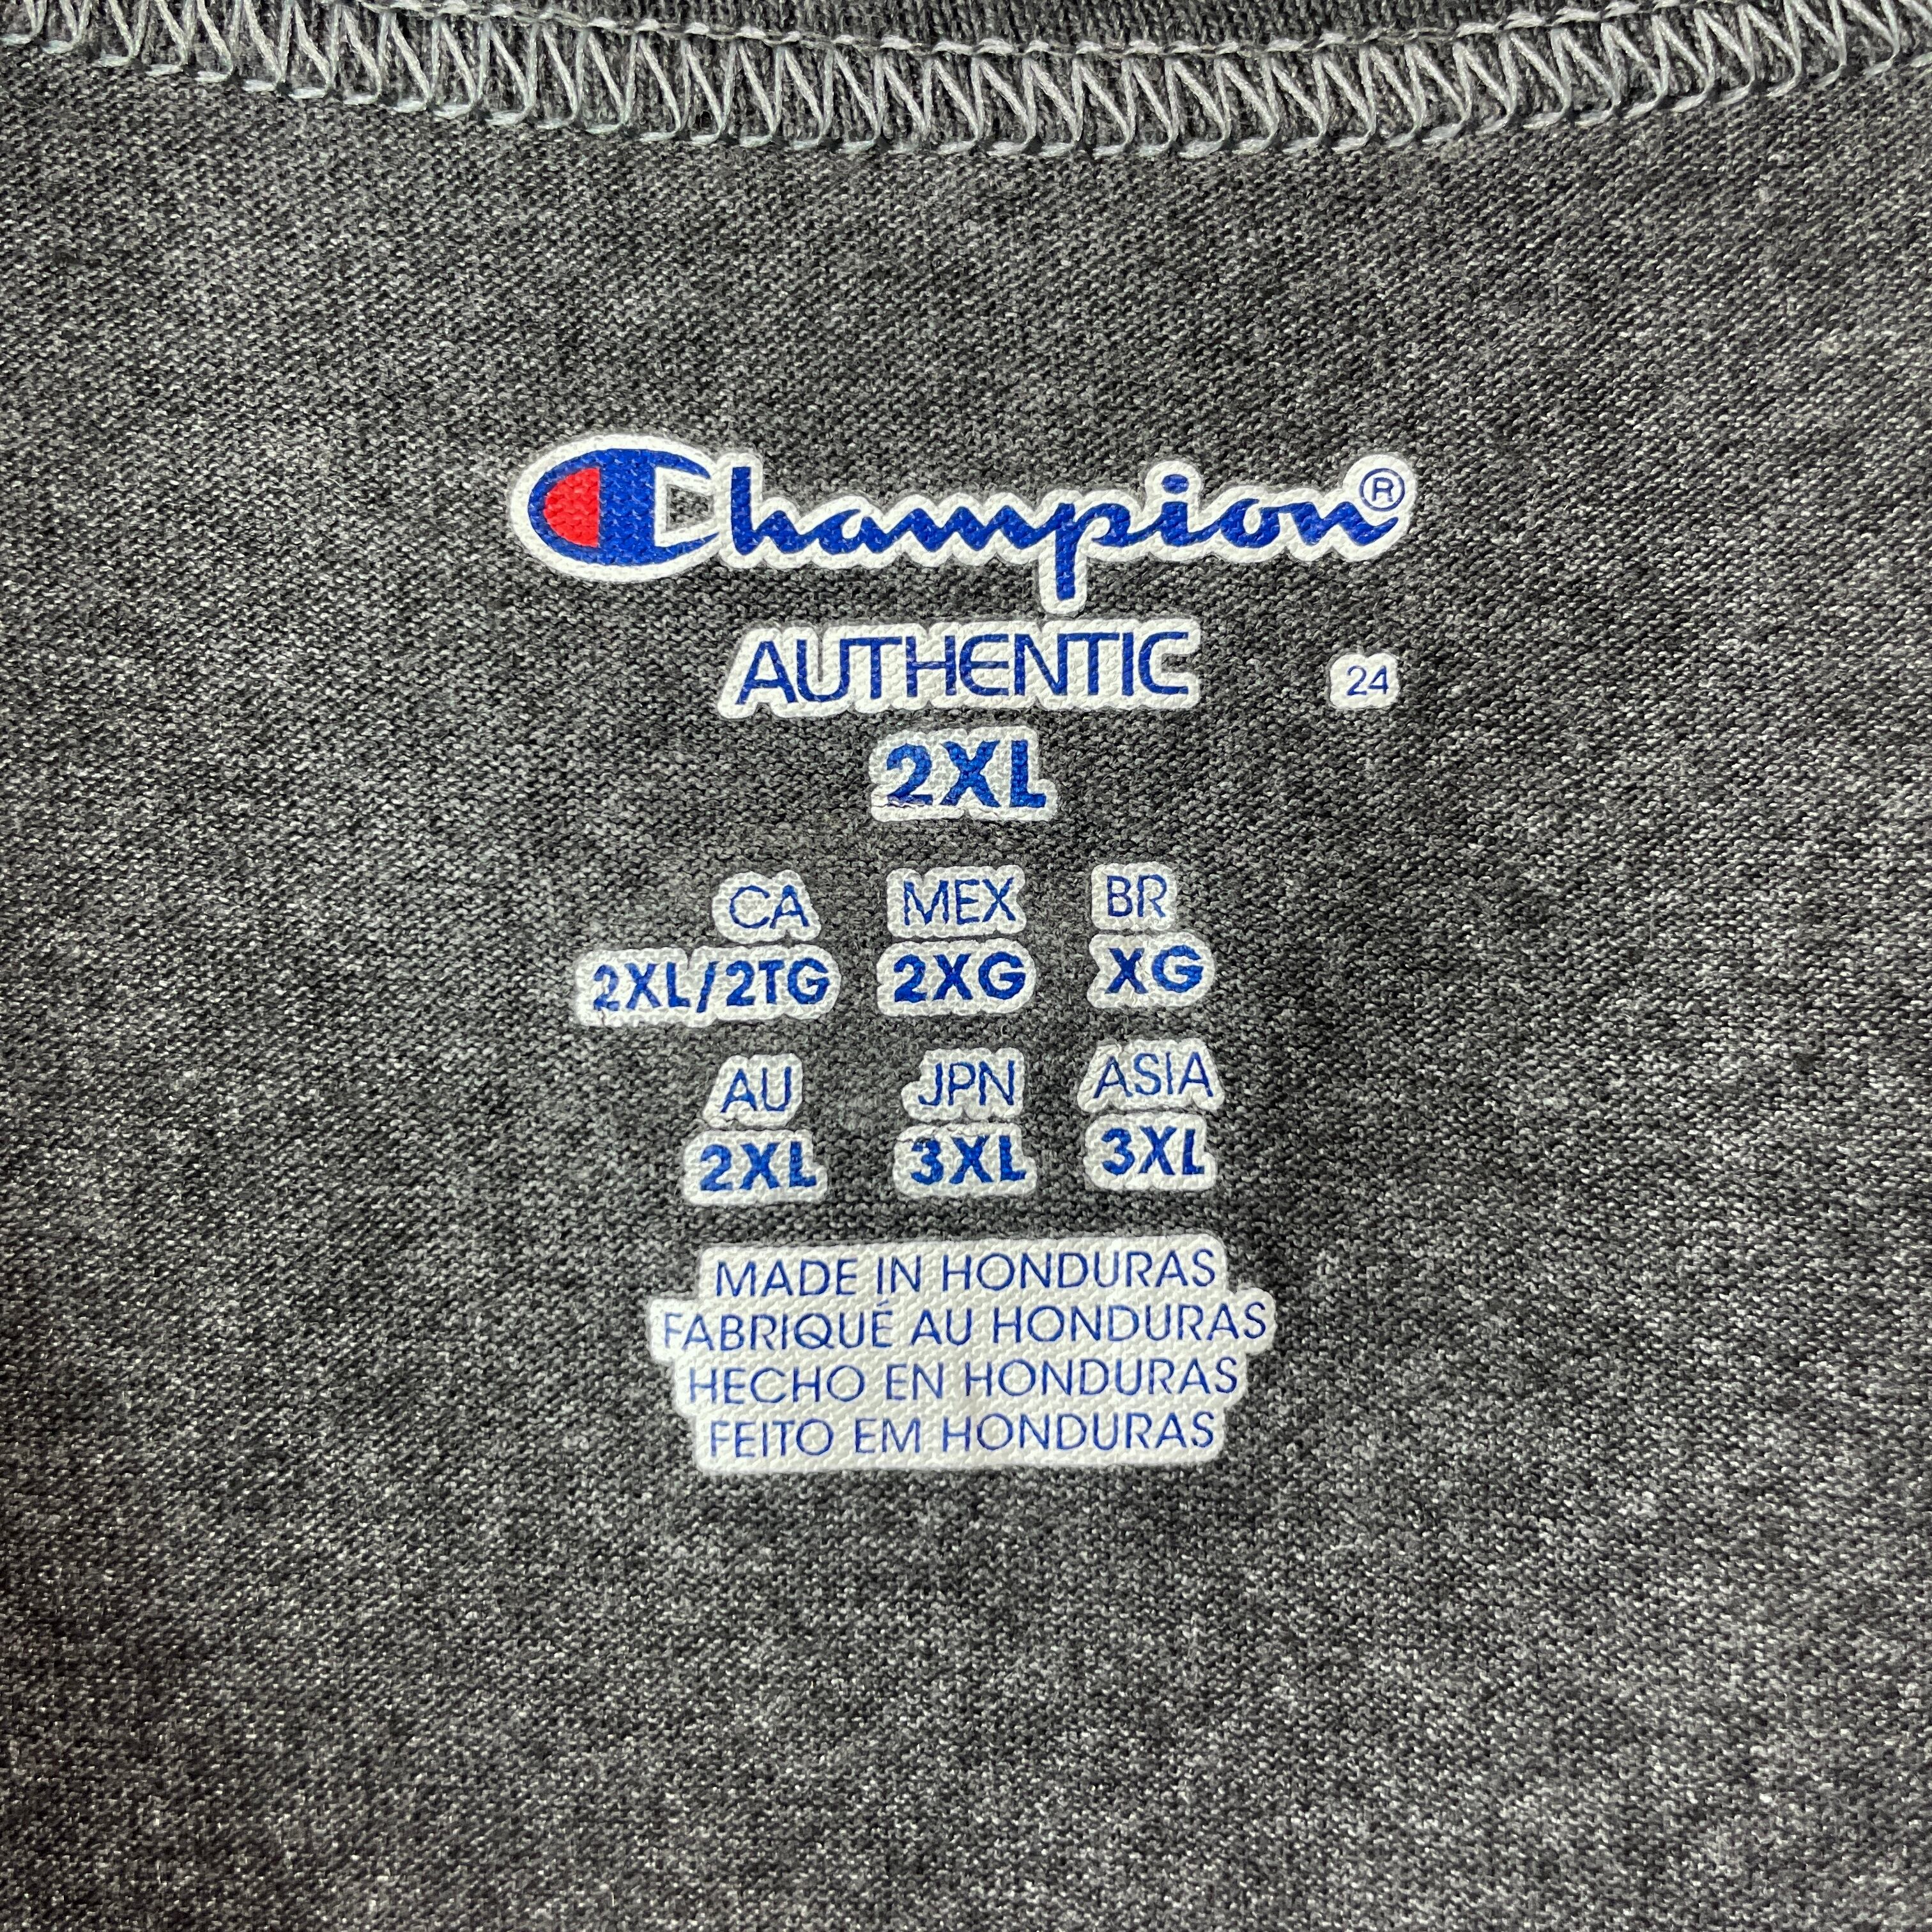 Champion®
AUTHENTIC 24
2XL
CA MEX BR
2XL/2TG 2XG XG
AU JPN ASIA
2XL 3XL 3XL
MADE IN HONDURAS
FABRIQUÉ AU HONDURAS
HECHO EN HONDURAS
FEITO EM HONDURAS